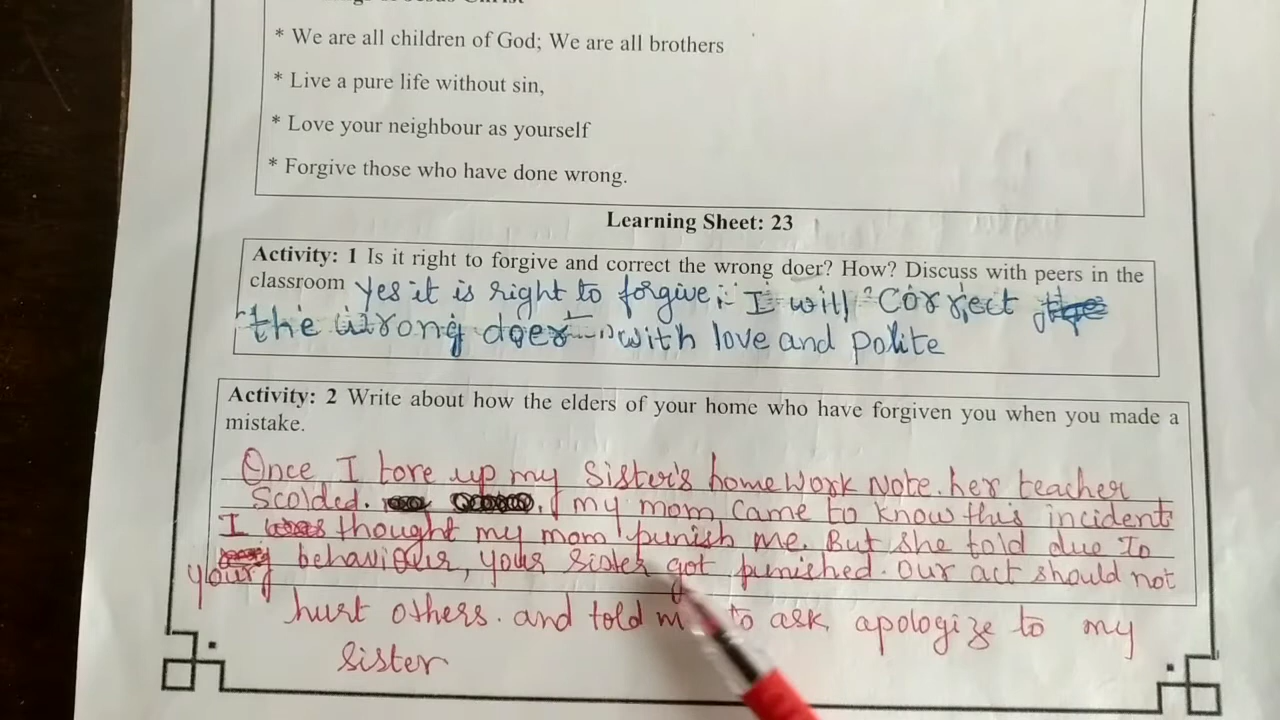 * We are all children of God; We are all brothers
* Live a pure life without sin,
* Love your neighbour as yourself
* Forgive those who have done wrong.
Learning Sheet: 23
Activity: 1 Is it right to forgive and correct the wrong doer? How? Discuss with peers in the
classroom yes it is right to forgive, I will correct
the wrong doer with love and polite
Activity: 2 Write about how the elders of your home who have forgiven you when you made a
mistake.
Once I tore up my Sister's homework Note. her teacher
Scolded. my mom came to know this incident
I thought my mom punish me. But she told due To
your behaviour, your sister got punished. our act should not
hurt others. and told to ask apologize to my
sister